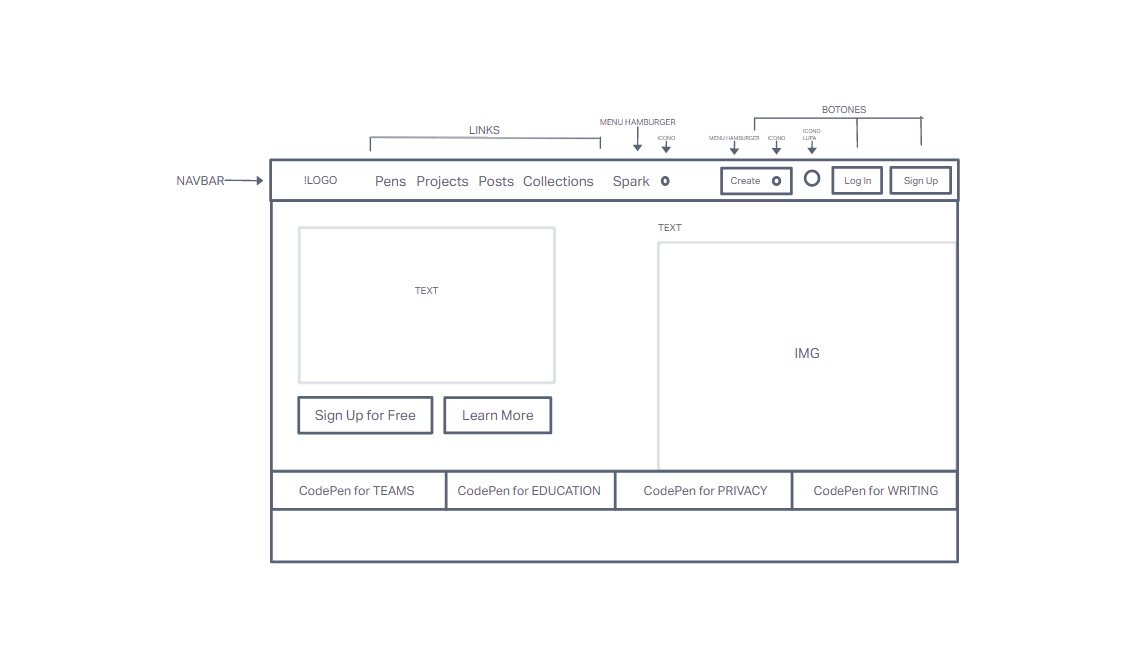 BOTONES
MENU HAMBURGER
LINKS
ICONO
MENU HAMBURGER
ICONO
ICONO
LUPA
NAVBAR
!LOGO
Pens Projects Posts Collections Spark
Create
Log In
Sign Up
TEXT
TEXT
IMG
Sign Up for Free
Learn More
CodePen for TEAMS
CodePen for EDUCATION
CodePen for PRIVACY
CodePen for WRITING